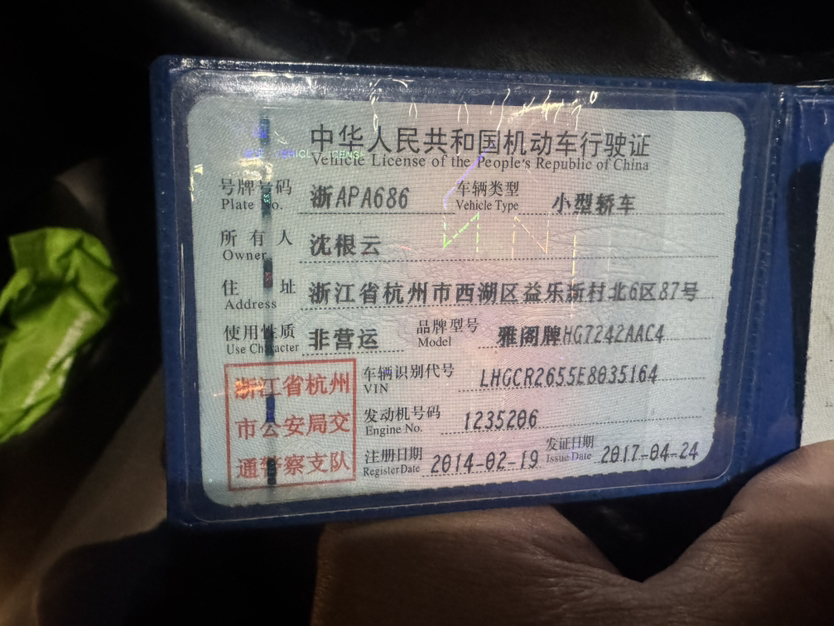 中华人民共和国机动车行驶证
Vehicle License of the People's Republic of China
号牌号码 浙APA686 车辆类型 小型轿车
Plate No. Vehicle Type
所有人 沈根云
Owner
住址 浙江省杭州市西湖区益乐新村北6区87号
Address
使用性质 非营运 品牌型号 雅阁牌HG7242AAC4
Use Character Model
浙江省杭州
市公安局交
通警察支队
车辆识别代号 LHGCR2655E8035164
VIN
发动机号码 1235206
Engine No.
注册日期 2014-02-19 发证日期 2017-04-24
Register Date Issue Date